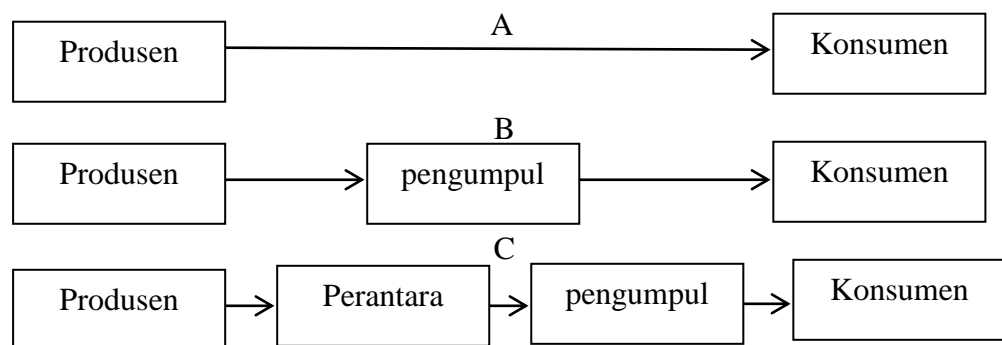 A
Produsen Konsumen
B
Produsen pengumpul Konsumen
C
Produsen Perantara pengumpul Konsumen